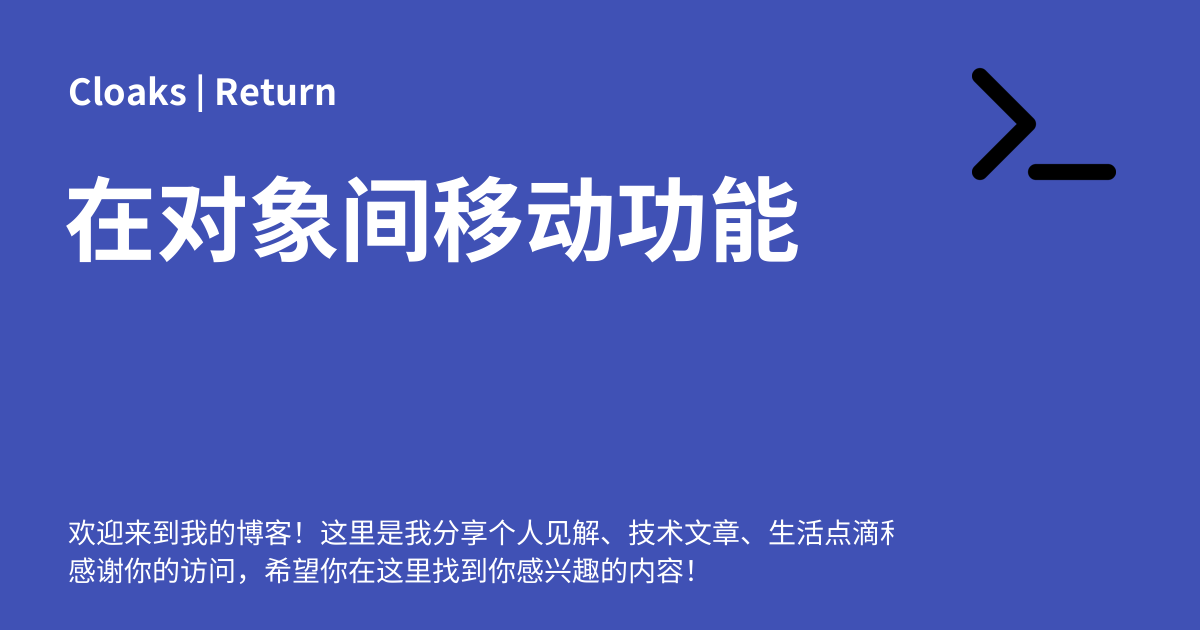 Cloaks | Return
在对象间移动功能
欢迎来到我的博客！这里是我分享个人见解、技术文章、生活点滴
感谢你的访问，希望你在这里找到你感兴趣的内容！